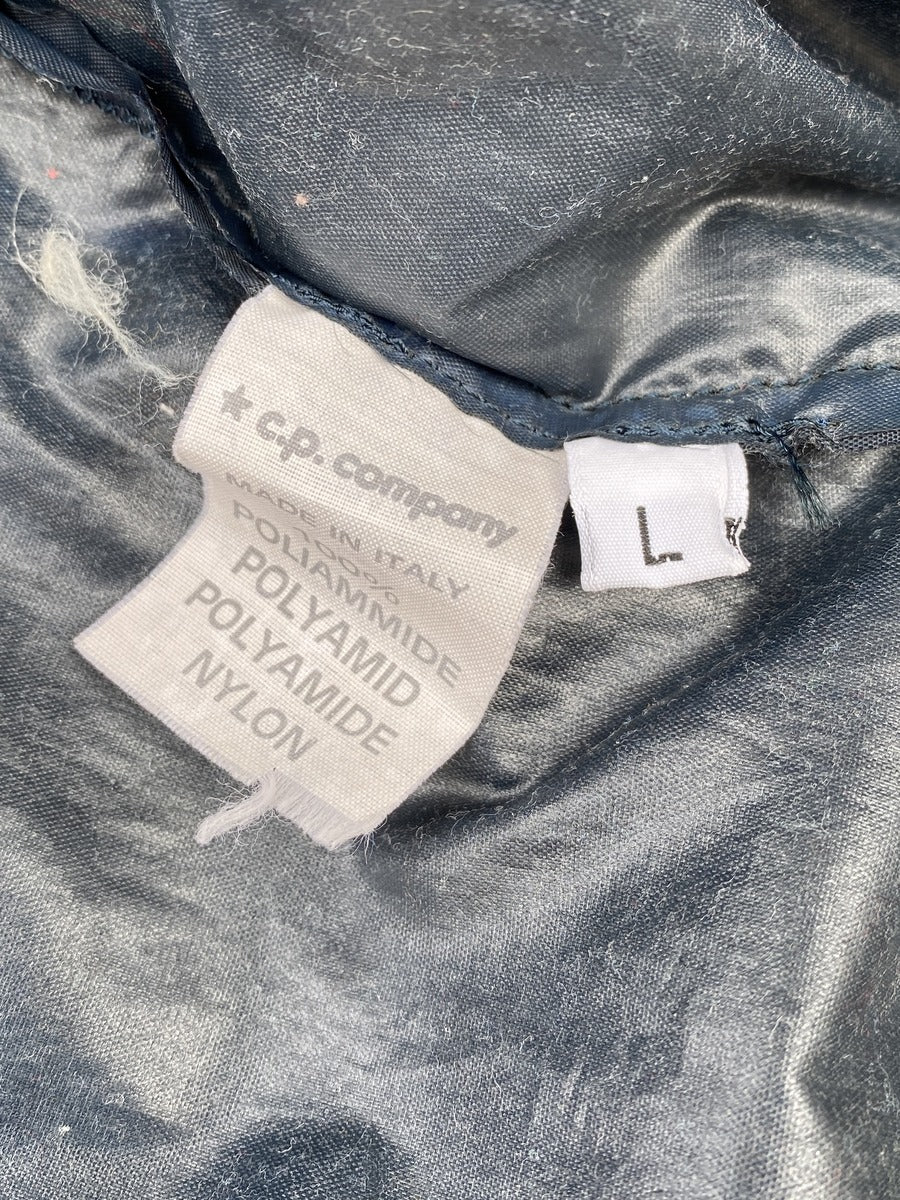 ★ c.p. company
MADE IN ITALY
100%
POLIAMMIDE
POLYAMID
POLYAMIDE
NYLON
L